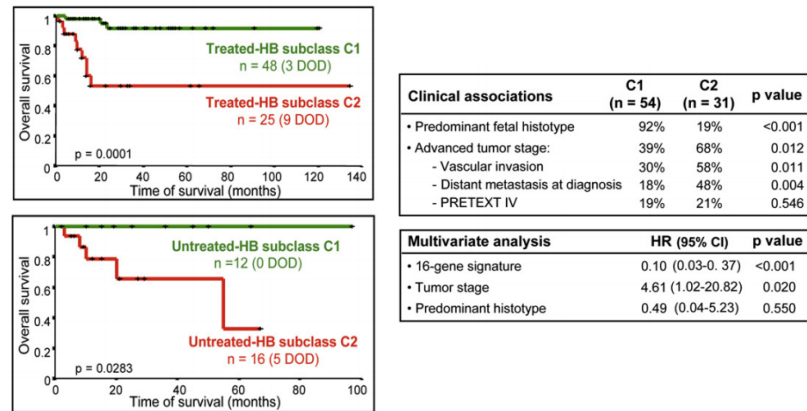 Overall survival
1
0.8
0.6
0.4
0.2
0
Treated-HB subclass C1
n = 48 (3 DOD)
Treated-HB subclass C2
n = 25 (9 DOD)
p = 0.0001
0 20 40 60 80 100 120 140
Time of survival (months)
Overall survival
1
0.8
0.6
0.4
0.2
0
Untreated-HB subclass C1
n =12 (0 DOD)
Untreated-HB subclass C2
n = 16 (5 DOD)
p = 0.0283
0 20 40 60 80 100
Time of survival (months)
Clinical associations C1 (n = 54) C2 (n = 31) p value
• Predominant fetal histotype 92% 19% <0.001
• Advanced tumor stage: 39% 68% 0.012
- Vascular invasion 30% 58% 0.011
- Distant metastasis at diagnosis 18% 48% 0.004
- PRETEXT IV 19% 21% 0.546
Multivariate analysis HR (95% CI) p value
• 16-gene signature 0.10 (0.03-0. 37) <0.001
• Tumor stage 4.61 (1.02-20.82) 0.020
• Predominant histotype 0.49 (0.04-5.23) 0.550